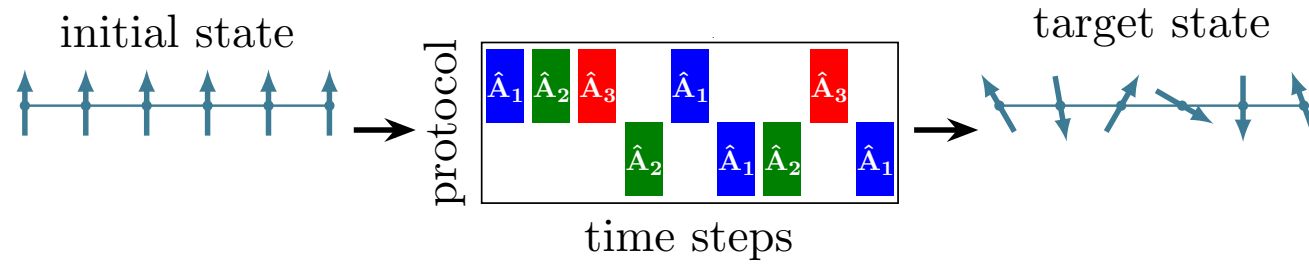 initial state
target state
protocol
Â₁ Â₂ Â₃ Â₁ Â₃
Â₂ Â₁ Â₂ Â₁
time steps